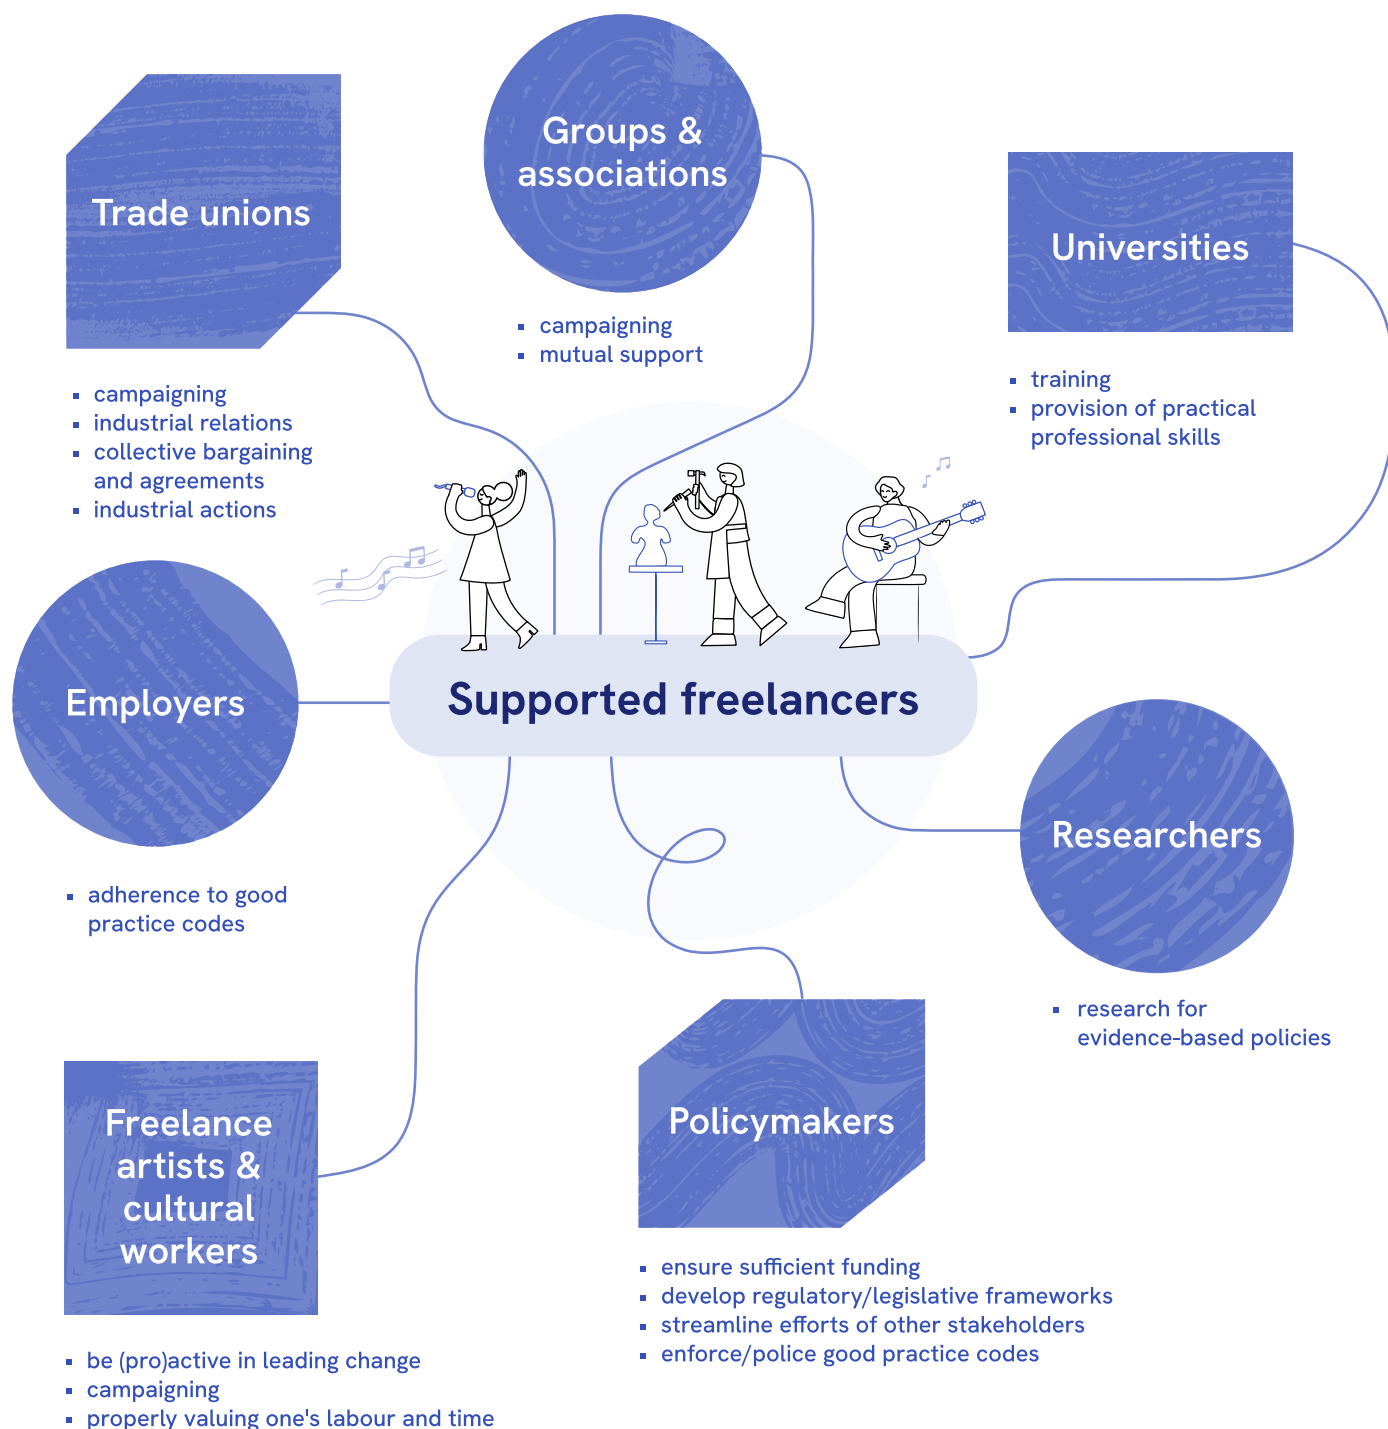 Groups &
associations
campaigning
mutual support
Trade unions
campaigning
industrial relations
collective bargaining
and agreements
industrial actions
Universities
training
provision of practical
professional skills
Supported freelancers
Employers
adherence to good
practice codes
Researchers
research for
evidence-based policies
Freelance
artists &
cultural
workers
be (pro)active in leading change
campaigning
properly valuing one's labour and time
Policymakers
ensure sufficient funding
develop regulatory/legislative frameworks
streamline efforts of other stakeholders
enforce/police good practice codes